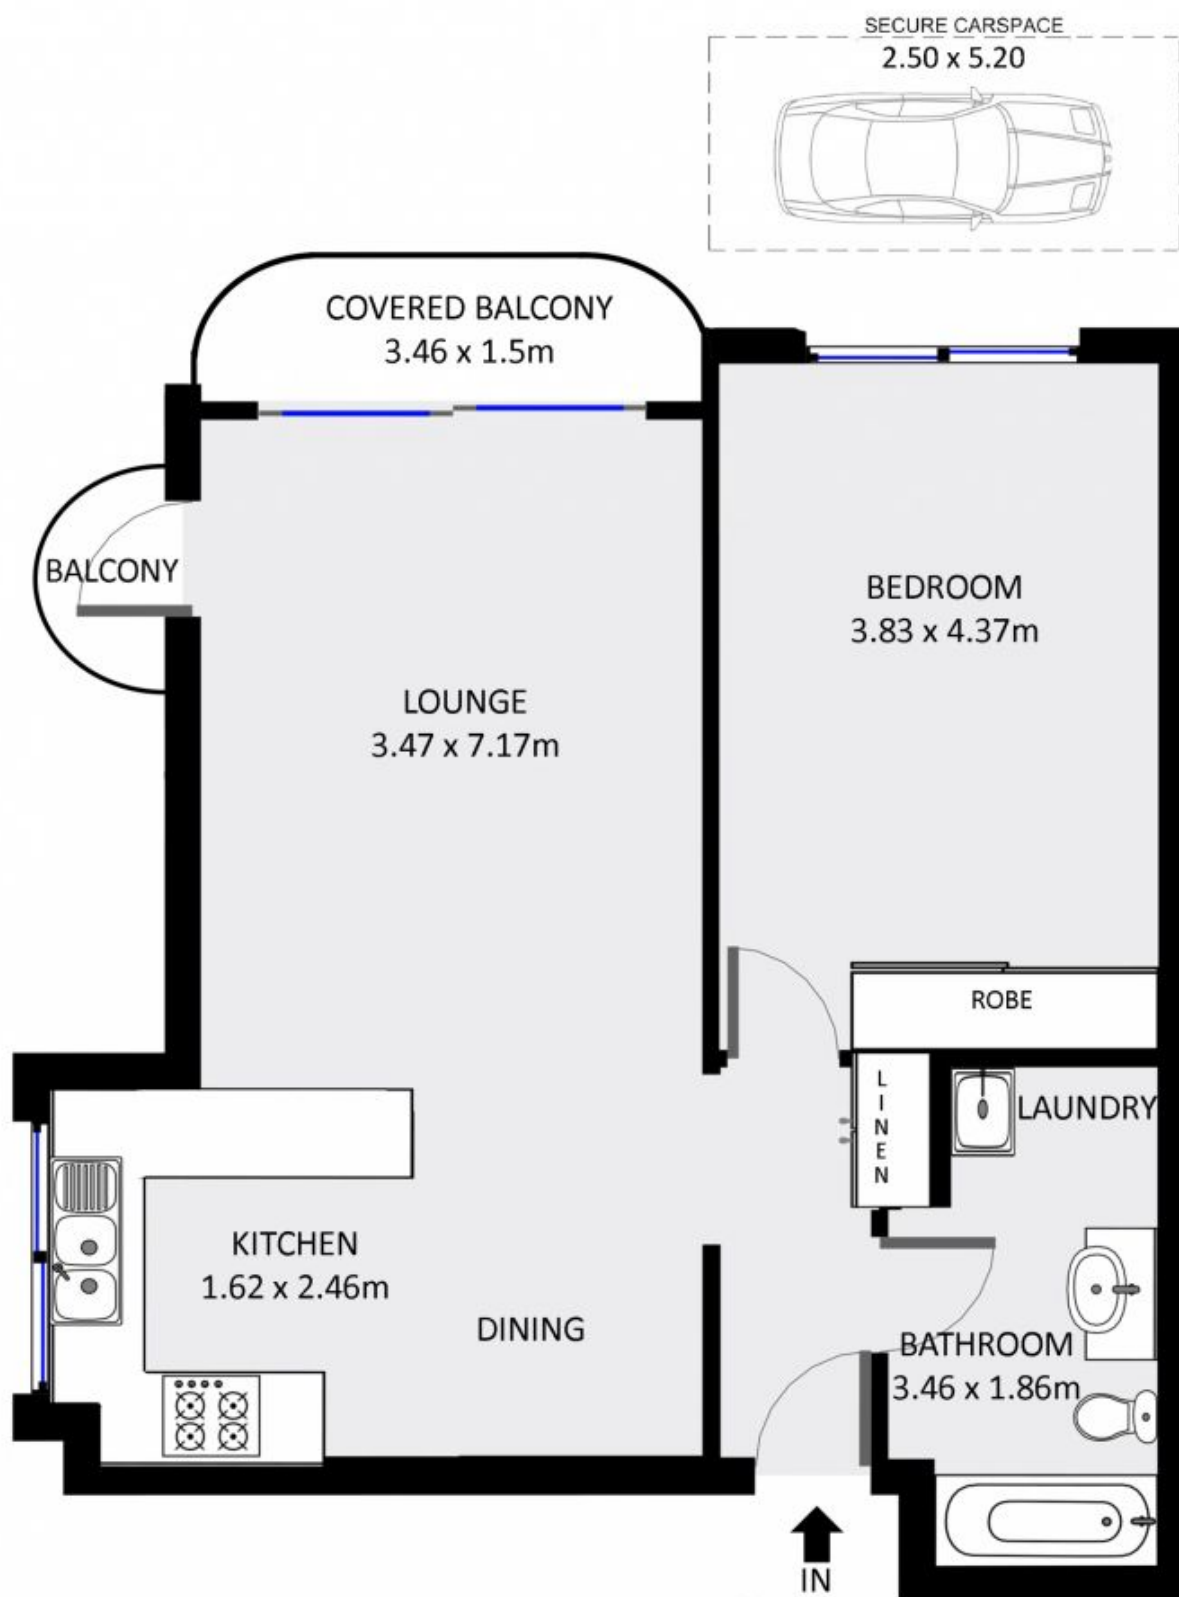 SECURE CARSPACE
2.50 x 5.20
COVERED BALCONY
3.46 x 1.5m
BALCONY
BEDROOM
3.83 x 4.37m
LOUNGE
3.47 x 7.17m
ROBE
LINEN
LAUNDRY
KITCHEN
1.62 x 2.46m
DINING
BATHROOM
3.46 x 1.86m
IN